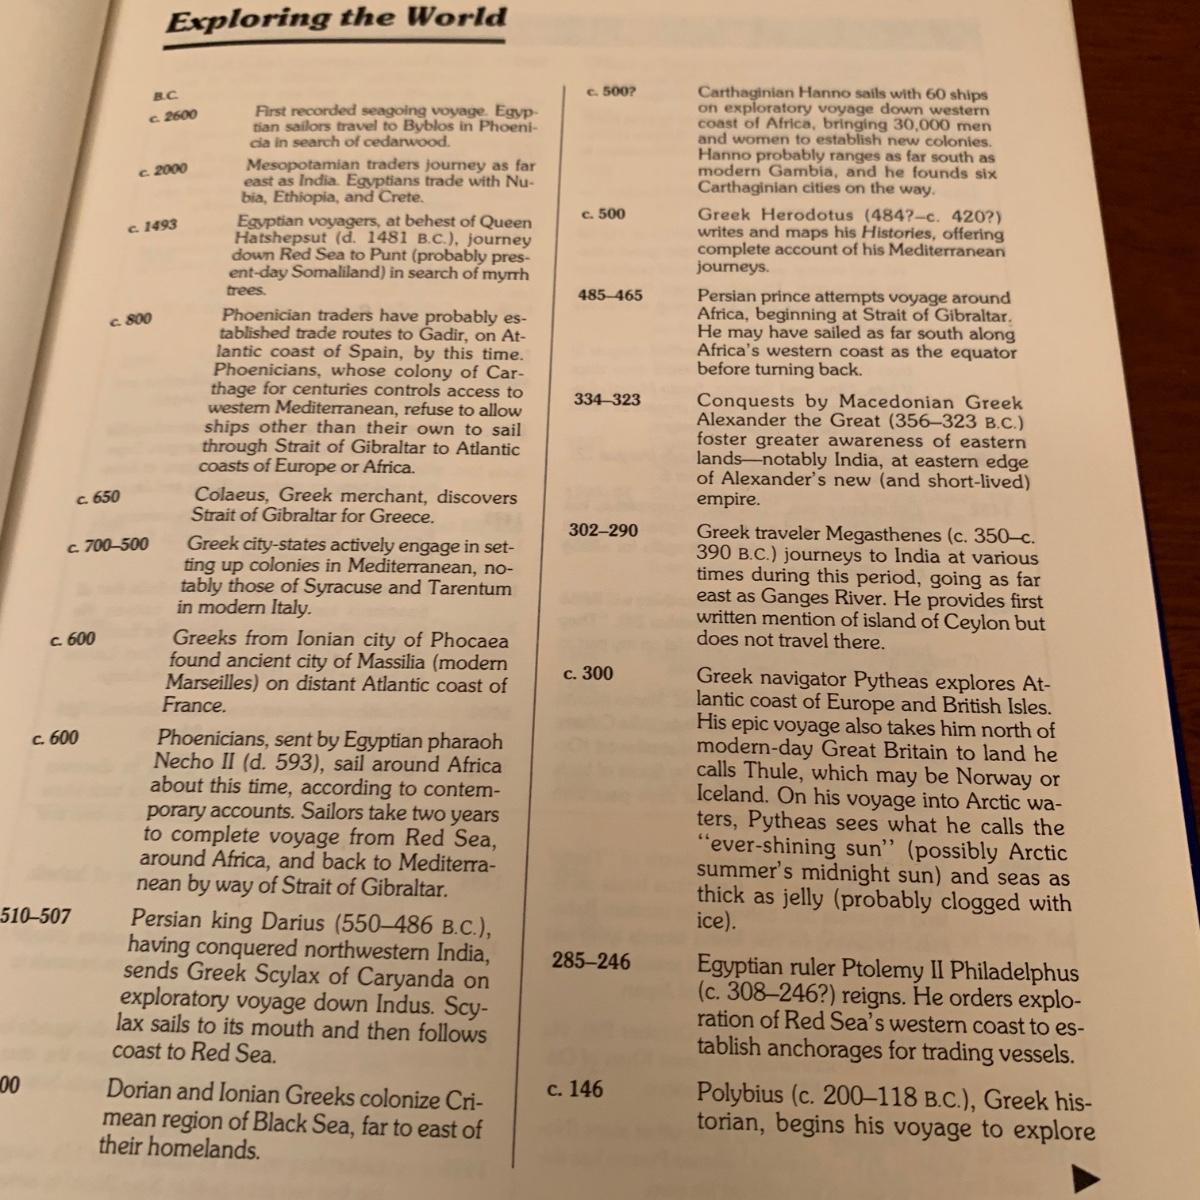 Exploring the World
B.C.
c. 2600 First recorded seagoing voyage. Egyp-
tian sailors travel to Byblos in Phoeni-
cia in search of cedarwood.
c. 2000 Mesopotamian traders journey as far
east as India. Egyptians trade with Nu-
bia, Ethiopia, and Crete.
c. 1493 Egyptian voyagers, at behest of Queen
Hatshepsut (d. 1481 B.C.), journey
down Red Sea to Punt (probably pres-
ent-day Somaliland) in search of myrrh
trees.
c. 800 Phoenician traders have probably es-
tablished trade routes to Gadir, on At-
lantic coast of Spain, by this time.
Phoenicians, whose colony of Car-
thage for centuries controls access to
western Mediterranean, refuse to allow
ships other than their own to sail
through Strait of Gibraltar to Atlantic
coasts of Europe or Africa.
c. 650 Colaeus, Greek merchant, discovers
Strait of Gibraltar for Greece.
c. 700–500 Greek city-states actively engage in set-
ting up colonies in Mediterranean, no-
tably those of Syracuse and Tarentum
in modern Italy.
c. 600 Greeks from Ionian city of Phocaea
found ancient city of Massilia (modern
Marseilles) on distant Atlantic coast of
France.
c. 600 Phoenicians, sent by Egyptian pharaoh
Necho II (d. 593), sail around Africa
about this time, according to contem-
porary accounts. Sailors take two years
to complete voyage from Red Sea,
around Africa, and back to Mediterra-
nean by way of Strait of Gibraltar.
510–507 Persian king Darius (550–486 B.C.),
having conquered northwestern India,
sends Greek Scylax of Caryanda on
exploratory voyage down Indus. Scy-
lax sails to its mouth and then follows
coast to Red Sea.
00 Dorian and Ionian Greeks colonize Cri-
mean region of Black Sea, far to east of
their homelands.
c. 500? Carthaginian Hanno sails with 60 ships
on exploratory voyage down western
coast of Africa, bringing 30,000 men
and women to establish new colonies.
Hanno probably ranges as far south as
modern Gambia, and he founds six
Carthaginian cities on the way.
c. 500 Greek Herodotus (484?–c. 420?)
writes and maps his Histories, offering
complete account of his Mediterranean
journeys.
485–465 Persian prince attempts voyage around
Africa, beginning at Strait of Gibraltar.
He may have sailed as far south along
Africa's western coast as the equator
before turning back.
334–323 Conquests by Macedonian Greek
Alexander the Great (356–323 B.C.)
foster greater awareness of eastern
lands—notably India, at eastern edge
of Alexander's new (and short-lived)
empire.
302–290 Greek traveler Megasthenes (c. 350–c.
390 B.C.) journeys to India at various
times during this period, going as far
east as Ganges River. He provides first
written mention of island of Ceylon but
does not travel there.
c. 300 Greek navigator Pytheas explores At-
lantic coast of Europe and British Isles.
His epic voyage also takes him north of
modern-day Great Britain to land he
calls Thule, which may be Norway or
Iceland. On his voyage into Arctic wa-
ters, Pytheas sees what he calls the
"ever-shining sun" (possibly Arctic
summer's midnight sun) and seas as
thick as jelly (probably clogged with
ice).
285–246 Egyptian ruler Ptolemy II Philadelphus
(c. 308–246?) reigns. He orders explo-
ration of Red Sea's western coast to es-
tablish anchorages for trading vessels.
c. 146 Polybius (c. 200–118 B.C.), Greek his-
torian, begins his voyage to explore